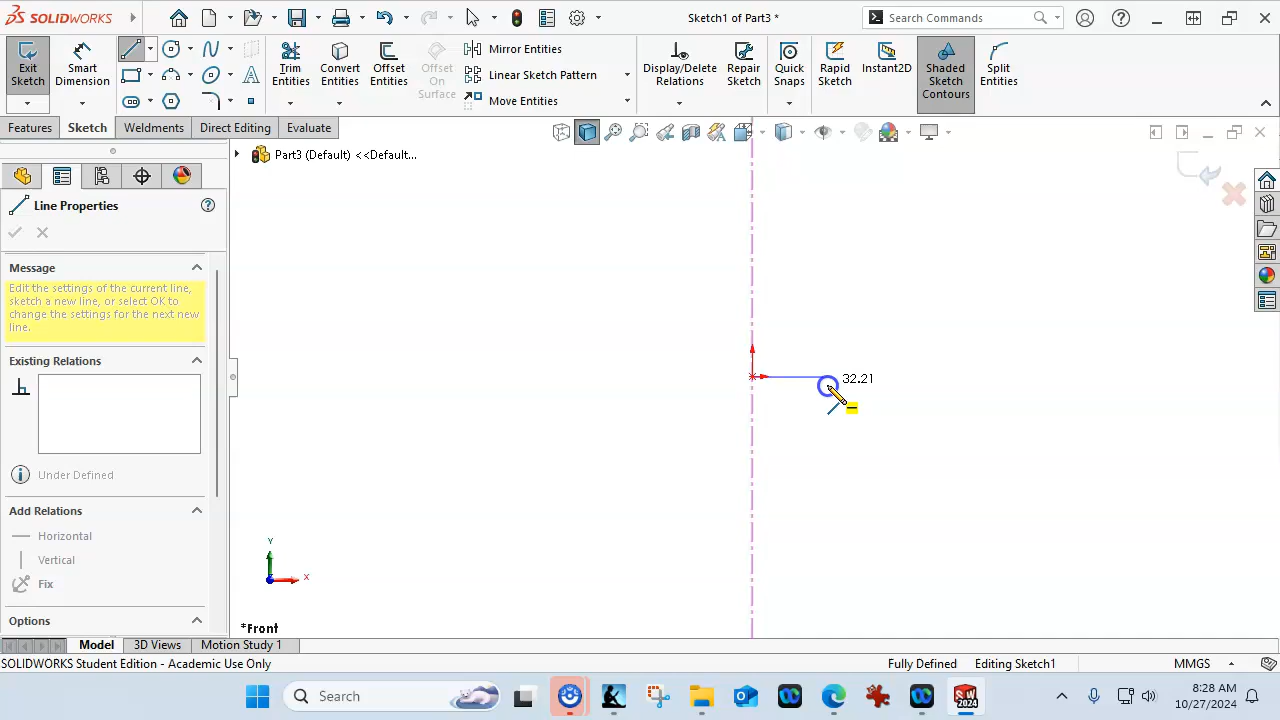 SOLIDWORKS
Sketch1 of Part3 *
Search Commands
Exit Sketch
Smart Dimension
Trim Entities
Convert Entities
Offset Entities
Offset On Surface
Mirror Entities
Linear Sketch Pattern
Move Entities
Display/Delete Relations
Repair Sketch
Quick Snaps
Rapid Sketch
Instant2D
Shaded Sketch Contours
Split Entities
Features
Sketch
Weldments
Direct Editing
Evaluate
Part3 (Default) <<Default...
Line Properties
Message
Edit the settings of the current line,
sketch a new line, or select OK to
change the settings for the next new
line.
Existing Relations
Under Defined
Add Relations
Horizontal
Vertical
Fix
Options
32.21
Y
X
*Front
Model
3D Views
Motion Study 1
SOLIDWORKS Student Edition - Academic Use Only
Fully Defined
Editing Sketch1
MMGS
Search
SW
2024
8:28 AM
10/27/2024